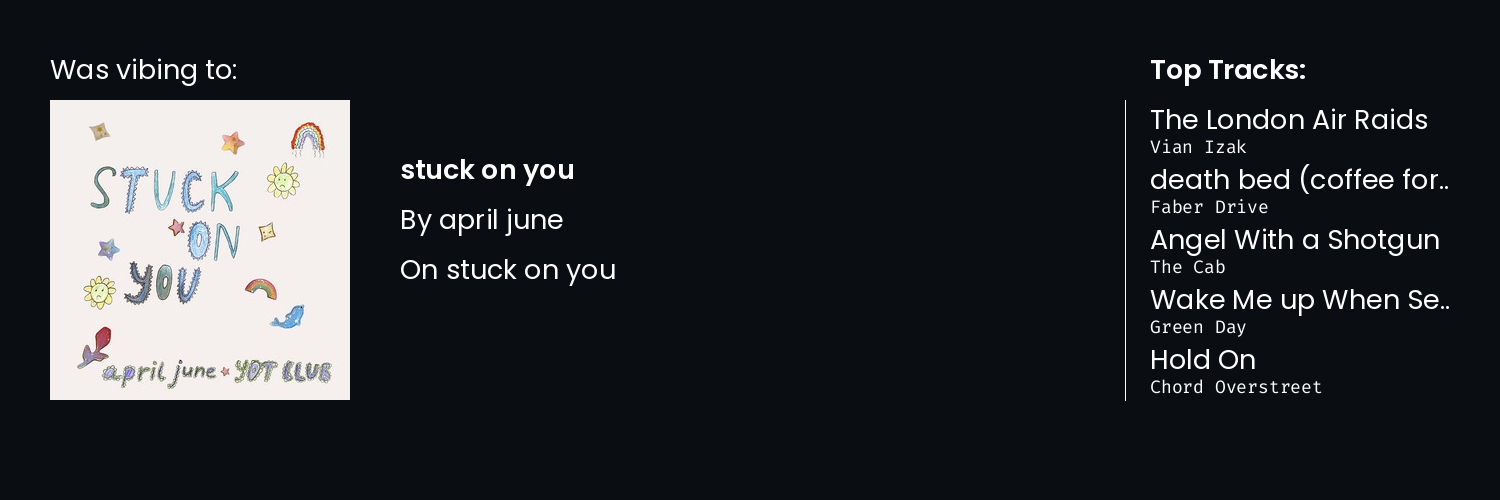 Was vibing to:
STUCK
ON
YOU
april june ★ YOT CLUB
stuck on you
By april june
On stuck on you
Top Tracks:
The London Air Raids
Vian Izak
death bed (coffee for..
Faber Drive
Angel With a Shotgun
The Cab
Wake Me up When Se..
Green Day
Hold On
Chord Overstreet